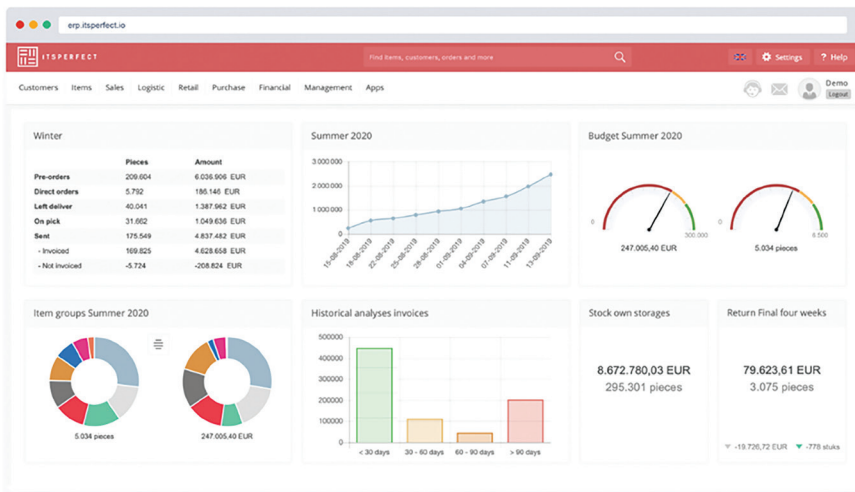 erp.itsperfect.io
ITSPERFECT
Find items, customers, orders and more
Settings
? Help
Customers Items Sales Logistic Retail Purchase Financial Management Apps
Demo
Logout
Winter
Pieces Amount
Pre-orders 209.604 6.036.906 EUR
Direct orders 5.792 186.146 EUR
Left deliver 40.041 1.387.962 EUR
On pick 31.662 1.049.636 EUR
Sent 175.549 4.837.482 EUR
- Invoiced 169.825 4.628.658 EUR
- Not invoiced -5.724 -208.824 EUR
Summer 2020
3.000.000
2.000.000
1.000.000
0
15-08-2019 18-08-2019 22-08-2019 25-08-2019 28-08-2019 01-09-2019 04-09-2019 07-09-2019 11-09-2019 13-09-2019
Budget Summer 2020
0 300.000
247.005,40 EUR
0 6.500
5.034 pieces
Item groups Summer 2020
5.034 pieces
247.005,40 EUR
Historical analyses invoices
500000
400000
300000
200000
100000
0
< 30 days 30 - 60 days 60 - 90 days > 90 days
Stock own storages
8.672.780,03 EUR
295.301 pieces
Return Final four weeks
79.623,61 EUR
3.075 pieces
-19.726,72 EUR -778 stuks